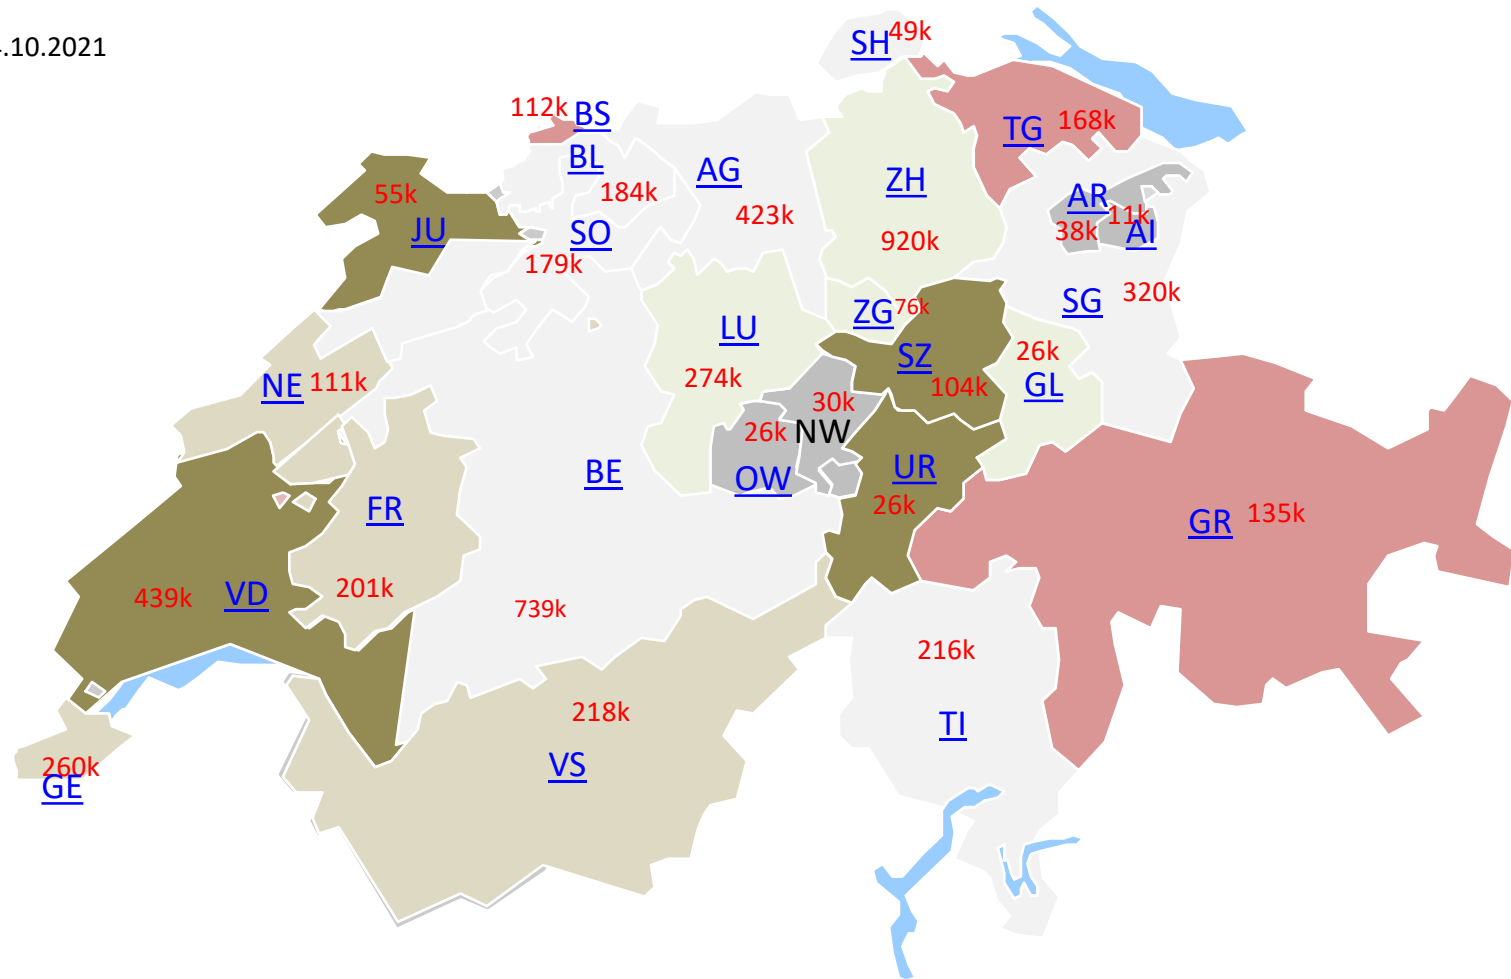 .10.2021
SH 49k
112k BS
TG 168k
BL
AG
ZH
55k
184k
AR 11k
423k
38k AI
JU
SO
920k
179k
SG 320k
ZG 76k
LU
26k
SZ
NE 111k
274k
104k
GL
30k
26k NW
BE
OW
UR
FR
26k
GR 135k
439k VD
201k
739k
216k
218k
TI
VS
260k
GE